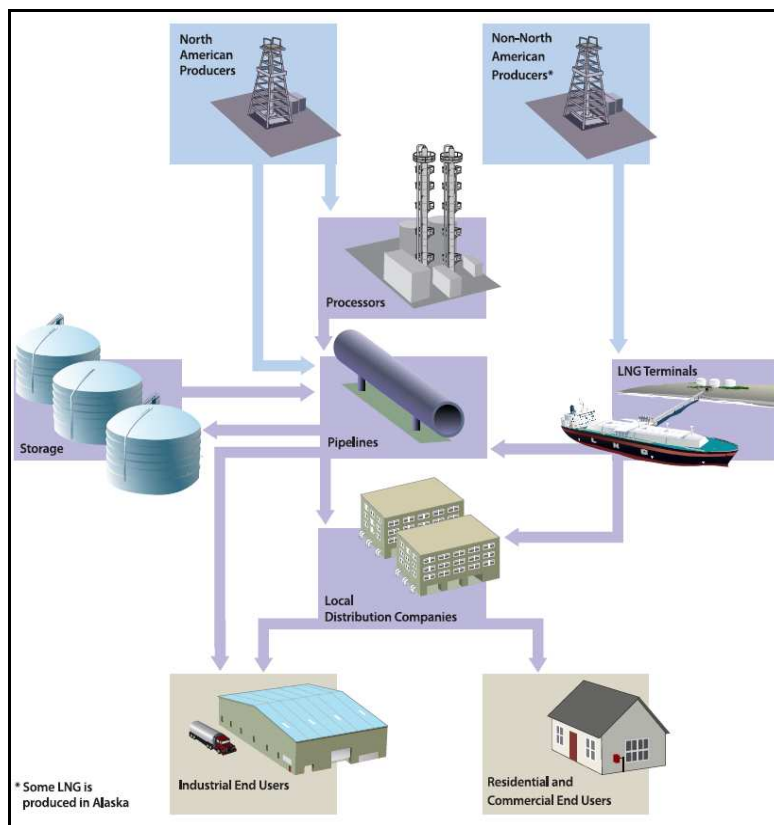 North
American
Producers
Non-North
American
Producers*
Processors
LNG Terminals
L N G
Storage
Pipelines
Local
Distribution Companies
Industrial End Users
Residential and
Commercial End Users
* Some LNG is
produced in Alaska